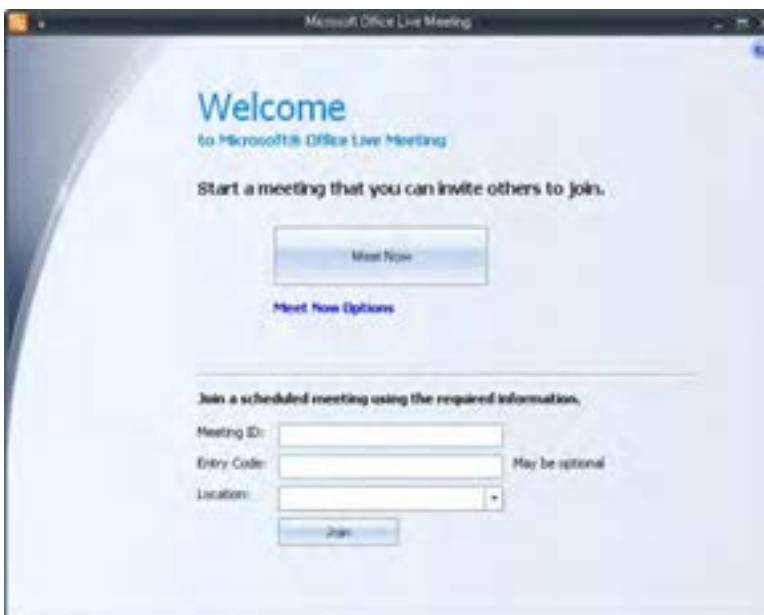 Microsoft Office Live Meeting
Welcome
to Microsoft® Office Live Meeting
Start a meeting that you can invite others to join.
Meet Now
Meet Now Options
Join a scheduled meeting using the required information.
Meeting ID:
Entry Code:
May be optional
Location:
Join